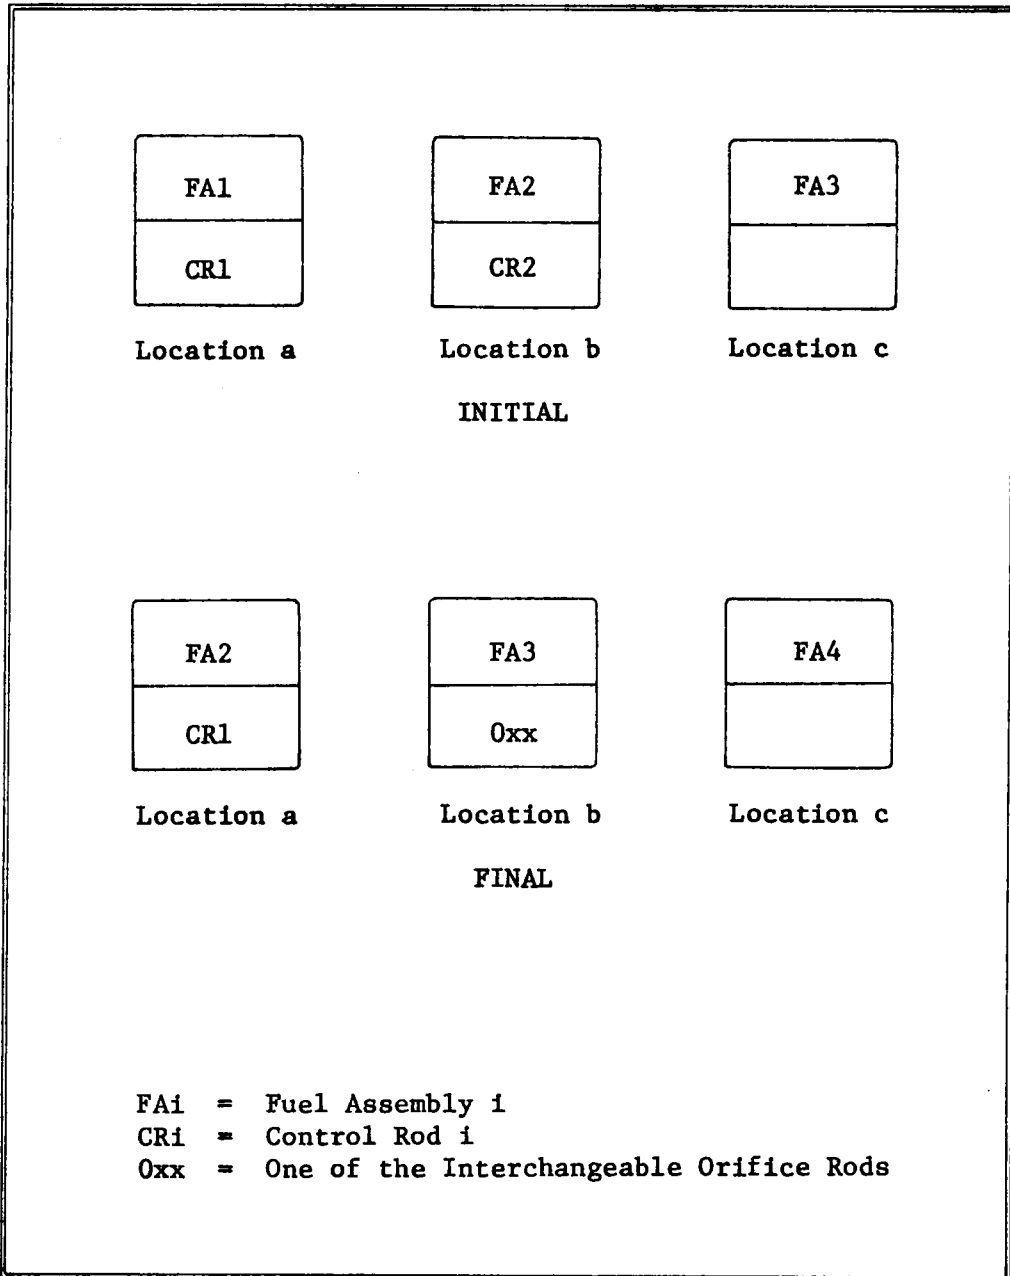 FA1 FA2 FA3
CR1 CR2
Location a Location b Location c
INITIAL
FA2 FA3 FA4
CR1 Oxx
Location a Location b Location c
FINAL
FAi = Fuel Assembly i
CRi = Control Rod i
Oxx = One of the Interchangeable Orifice Rods